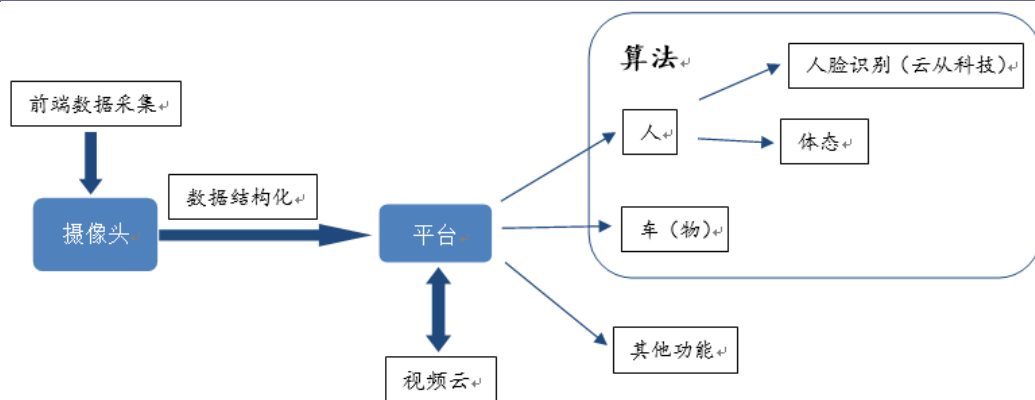 算法
人脸识别（云从科技）
前端数据采集
人
体态
数据结构化
摄像头
平台
车（物）
其他功能
视频云